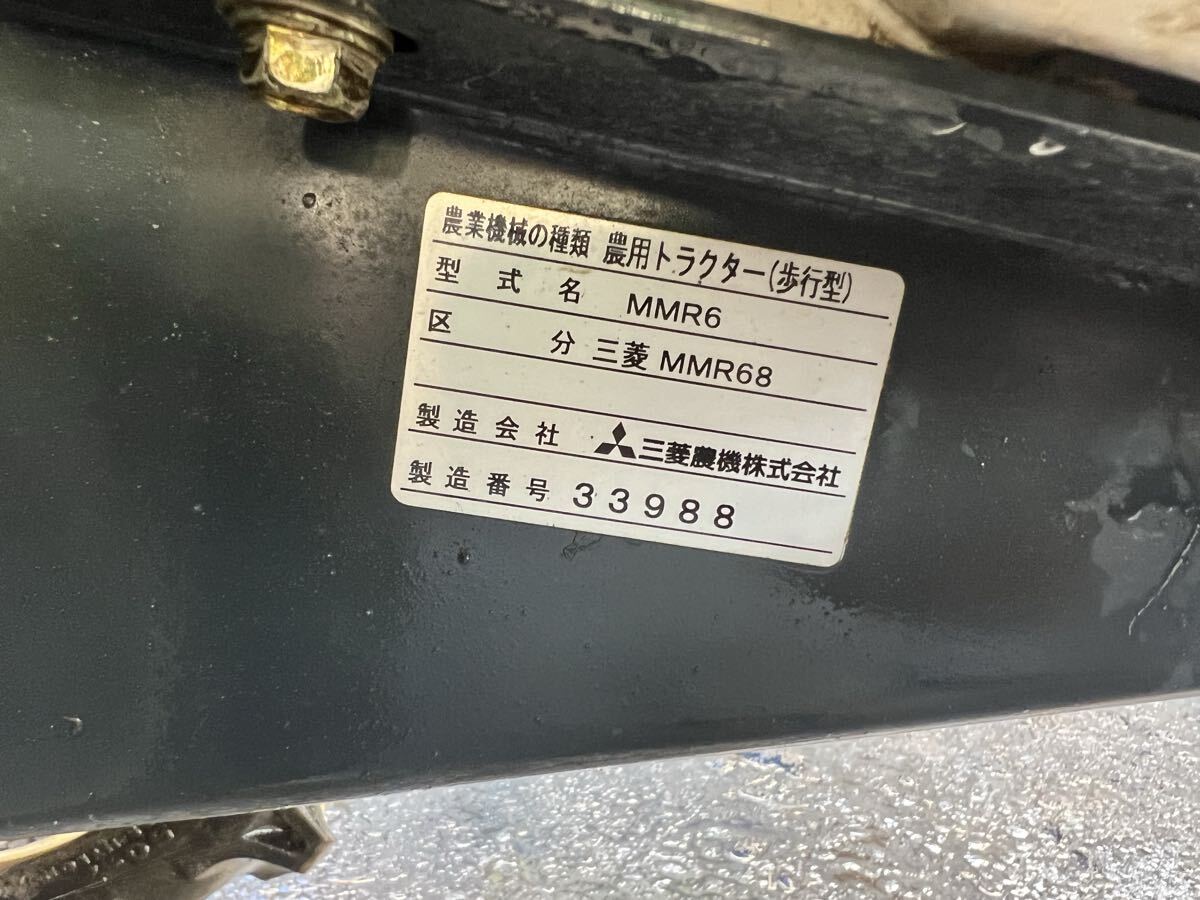 農業機械の種類 農用トラクター(歩行型)
型式名 MMR6
区分 三菱 MMR68
製造会社 三菱農機株式会社
製造番号 33988